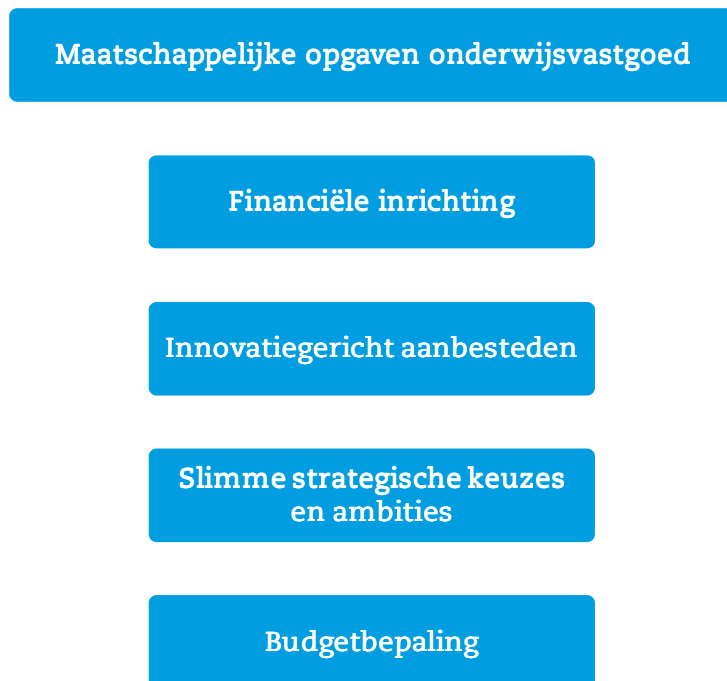 Maatschappelijke opgaven onderwijsvastgoed
Financiële inrichting
Innovatiegericht aanbesteden
Slimme strategische keuzes
en ambities
Budgetbepaling